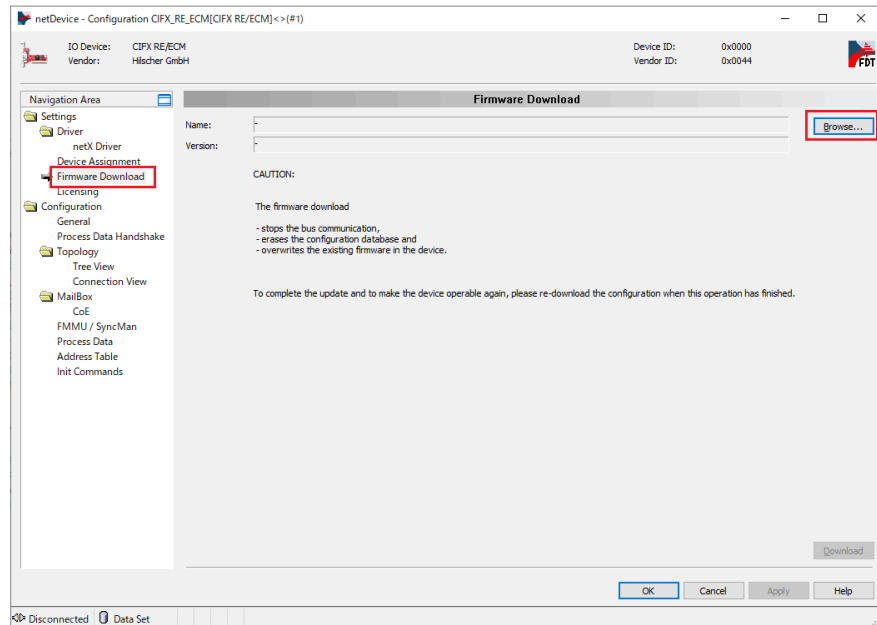 netDevice - Configuration CIFX_RE_ECM[CIFX RE/ECM]<>(#1)
IO Device: CIFX RE/ECM Device ID: 0x0000
Vendor: Hilscher GmbH Vendor ID: 0x0044
FDT
Navigation Area
Firmware Download
Settings
Driver
netX Driver
Device Assignment
Firmware Download
Licensing
Configuration
General
Process Data Handshake
Topology
Tree View
Connection View
MailBox
CoE
FMMU / SyncMan
Process Data
Address Table
Init Commands
Name: - Browse...
Version: -
CAUTION:
The firmware download
- stops the bus communication,
- erases the configuration database and
- overwrites the existing firmware in the device.
To complete the update and to make the device operable again, please re-download the configuration when this operation has finished.
Download
OK Cancel Apply Help
Disconnected Data Set